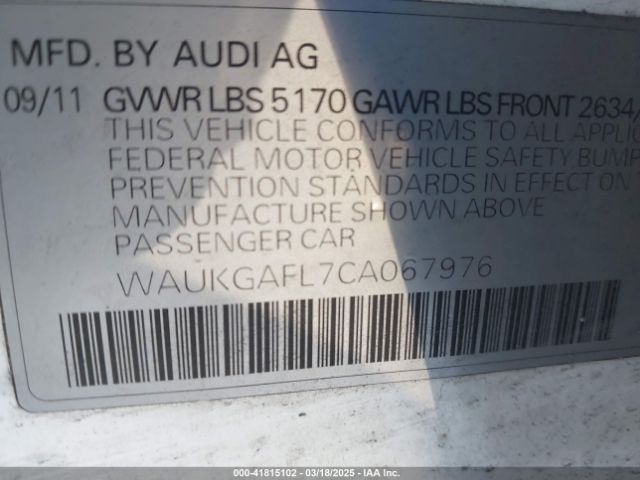 MFD. BY AUDI AG
09/11 GVWR LBS 5170 GAWR LBS FRONT 2634/
THIS VEHICLE CONFORMS TO ALL APPLI
FEDERAL MOTOR VEHICLE SAFETY BUMP
PREVENTION STANDARDS IN EFFECT ON
MANUFACTURE SHOWN ABOVE
PASSENGER CAR
WAUKGAFL7CA067976
000-41815102 — 03/18/2025 — IAA Inc.